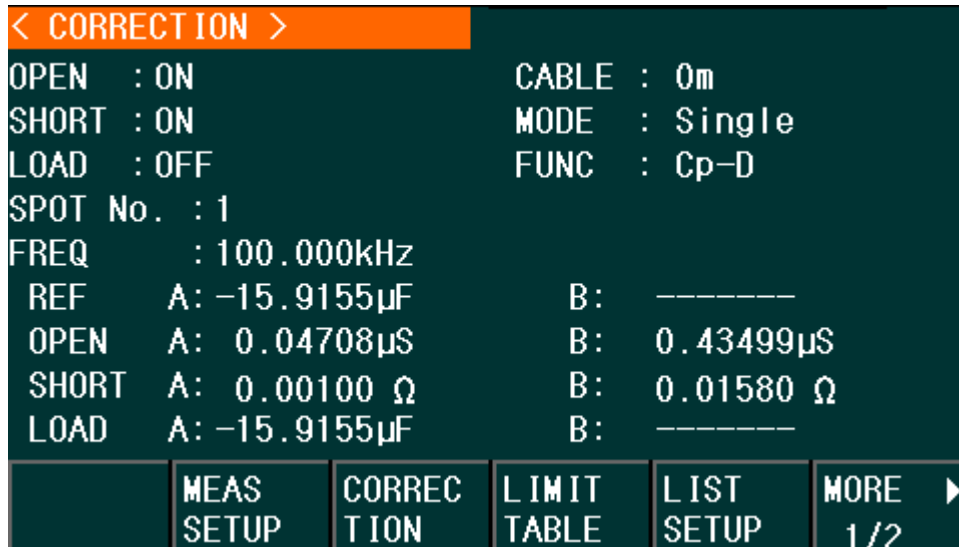 < CORRECTION >
OPEN : ON CABLE : 0m
SHORT : ON MODE : Single
LOAD : OFF FUNC : Cp-D
SPOT No. : 1
FREQ : 100.000kHz
REF A: -15.9155µF B: -------
OPEN A: 0.04708µS B: 0.43499µS
SHORT A: 0.00100 Ω B: 0.01580 Ω
LOAD A: -15.9155µF B: -------
MEAS CORREC LIMIT LIST MORE ▶
SETUP TION TABLE SETUP 1/2